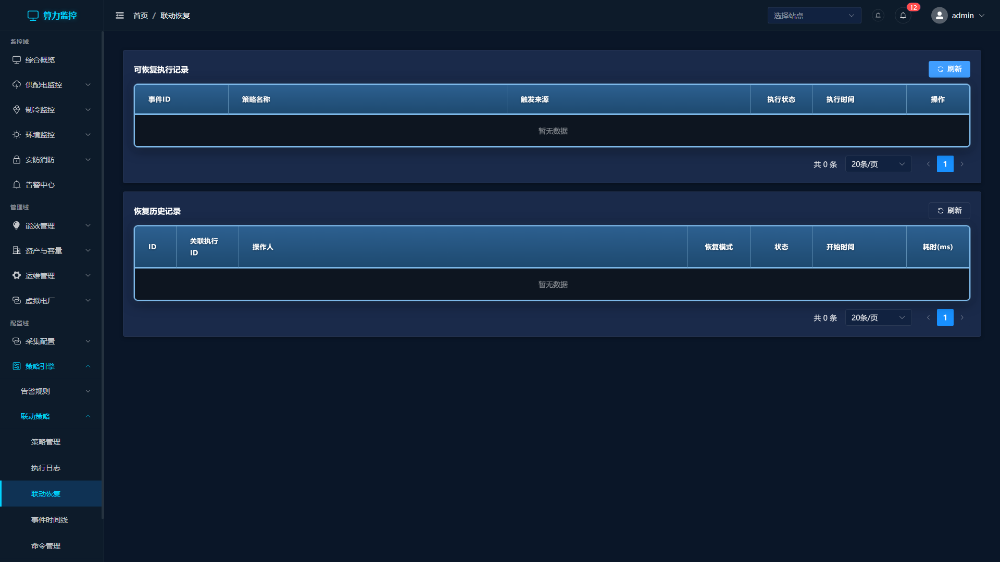 算力监控
首页 / 联动恢复
选择站点
12
admin
监控域
综合概览
供配电监控
制冷监控
环境监控
安防消防
告警中心
管理域
能效管理
资产与容量
运维管理
虚拟电厂
配置域
采集配置
策略引擎
告警规则
联动策略
策略管理
执行日志
联动恢复
事件时间线
命令管理
可恢复执行记录
刷新
事件ID 策略名称 触发来源 执行状态 执行时间 操作
暂无数据
共 0 条 20条/页 1
恢复历史记录
刷新
ID 关联执行ID 操作人 恢复模式 状态 开始时间 耗时(ms)
暂无数据
共 0 条 20条/页 1